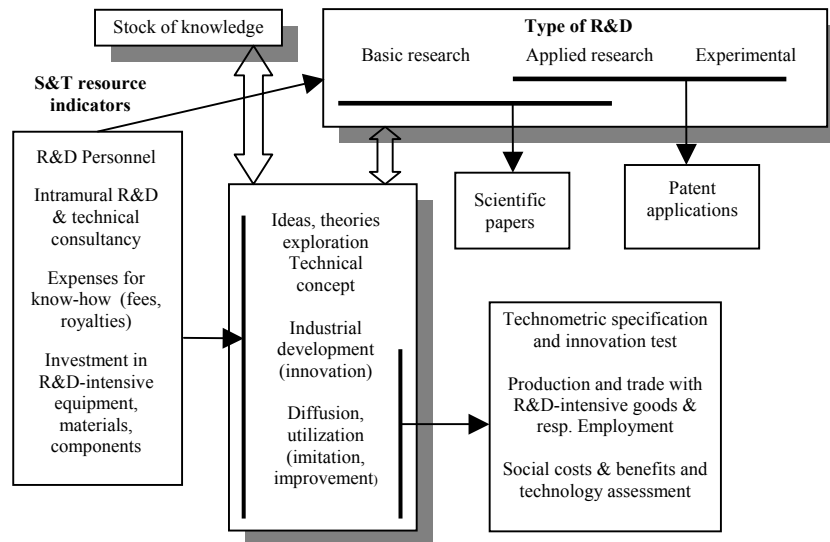 Stock of knowledge
Type of R&D
Basic research Applied research Experimental
S&T resource
indicators
R&D Personnel
Intramural R&D
& technical
consultancy
Expenses for
know-how (fees,
royalties)
Investment in
R&D-intensive
equipment,
materials,
components
Ideas, theories
exploration
Technical
concept
Industrial
development
(innovation)
Diffusion,
utilization
(imitation,
improvement)
Scientific
papers
Patent
applications
Technometric specification
and innovation test
Production and trade with
R&D-intensive goods &
resp. Employment
Social costs & benefits and
technology assessment